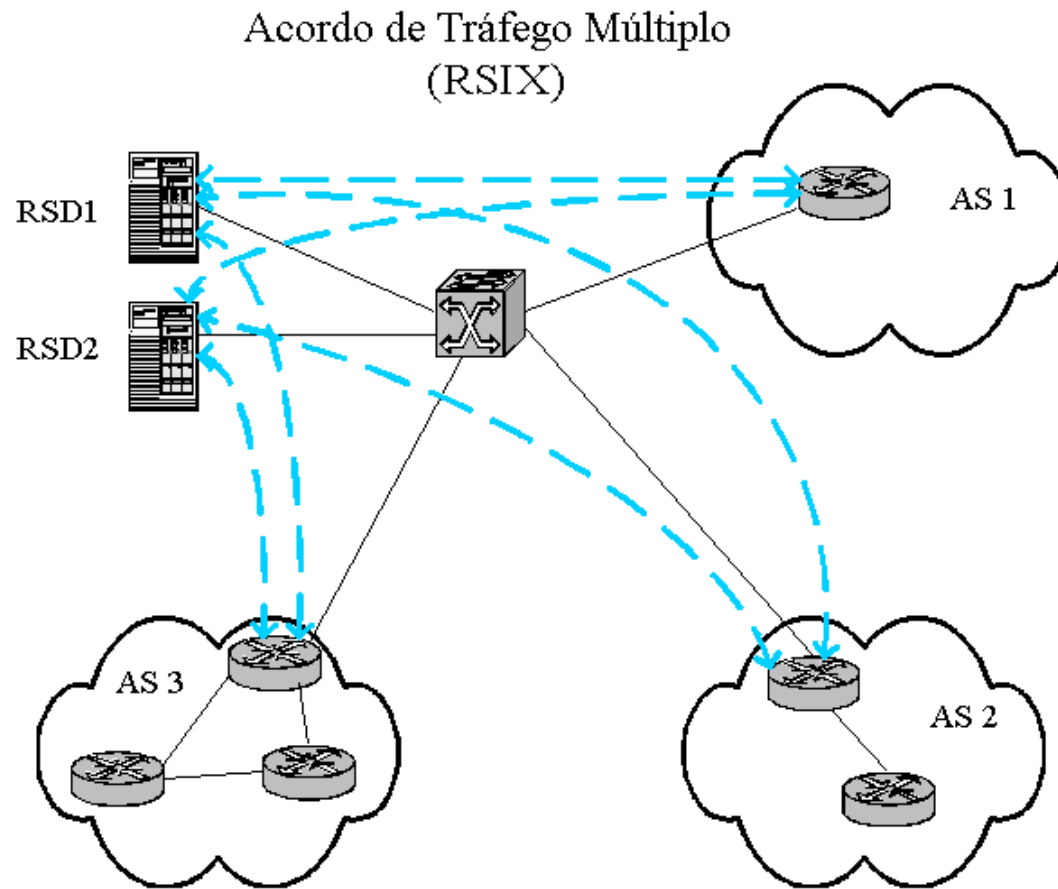 Acordo de Tráfego Múltiplo
(RSIX)
RSD1
AS 1
RSD2
AS 3
AS 2